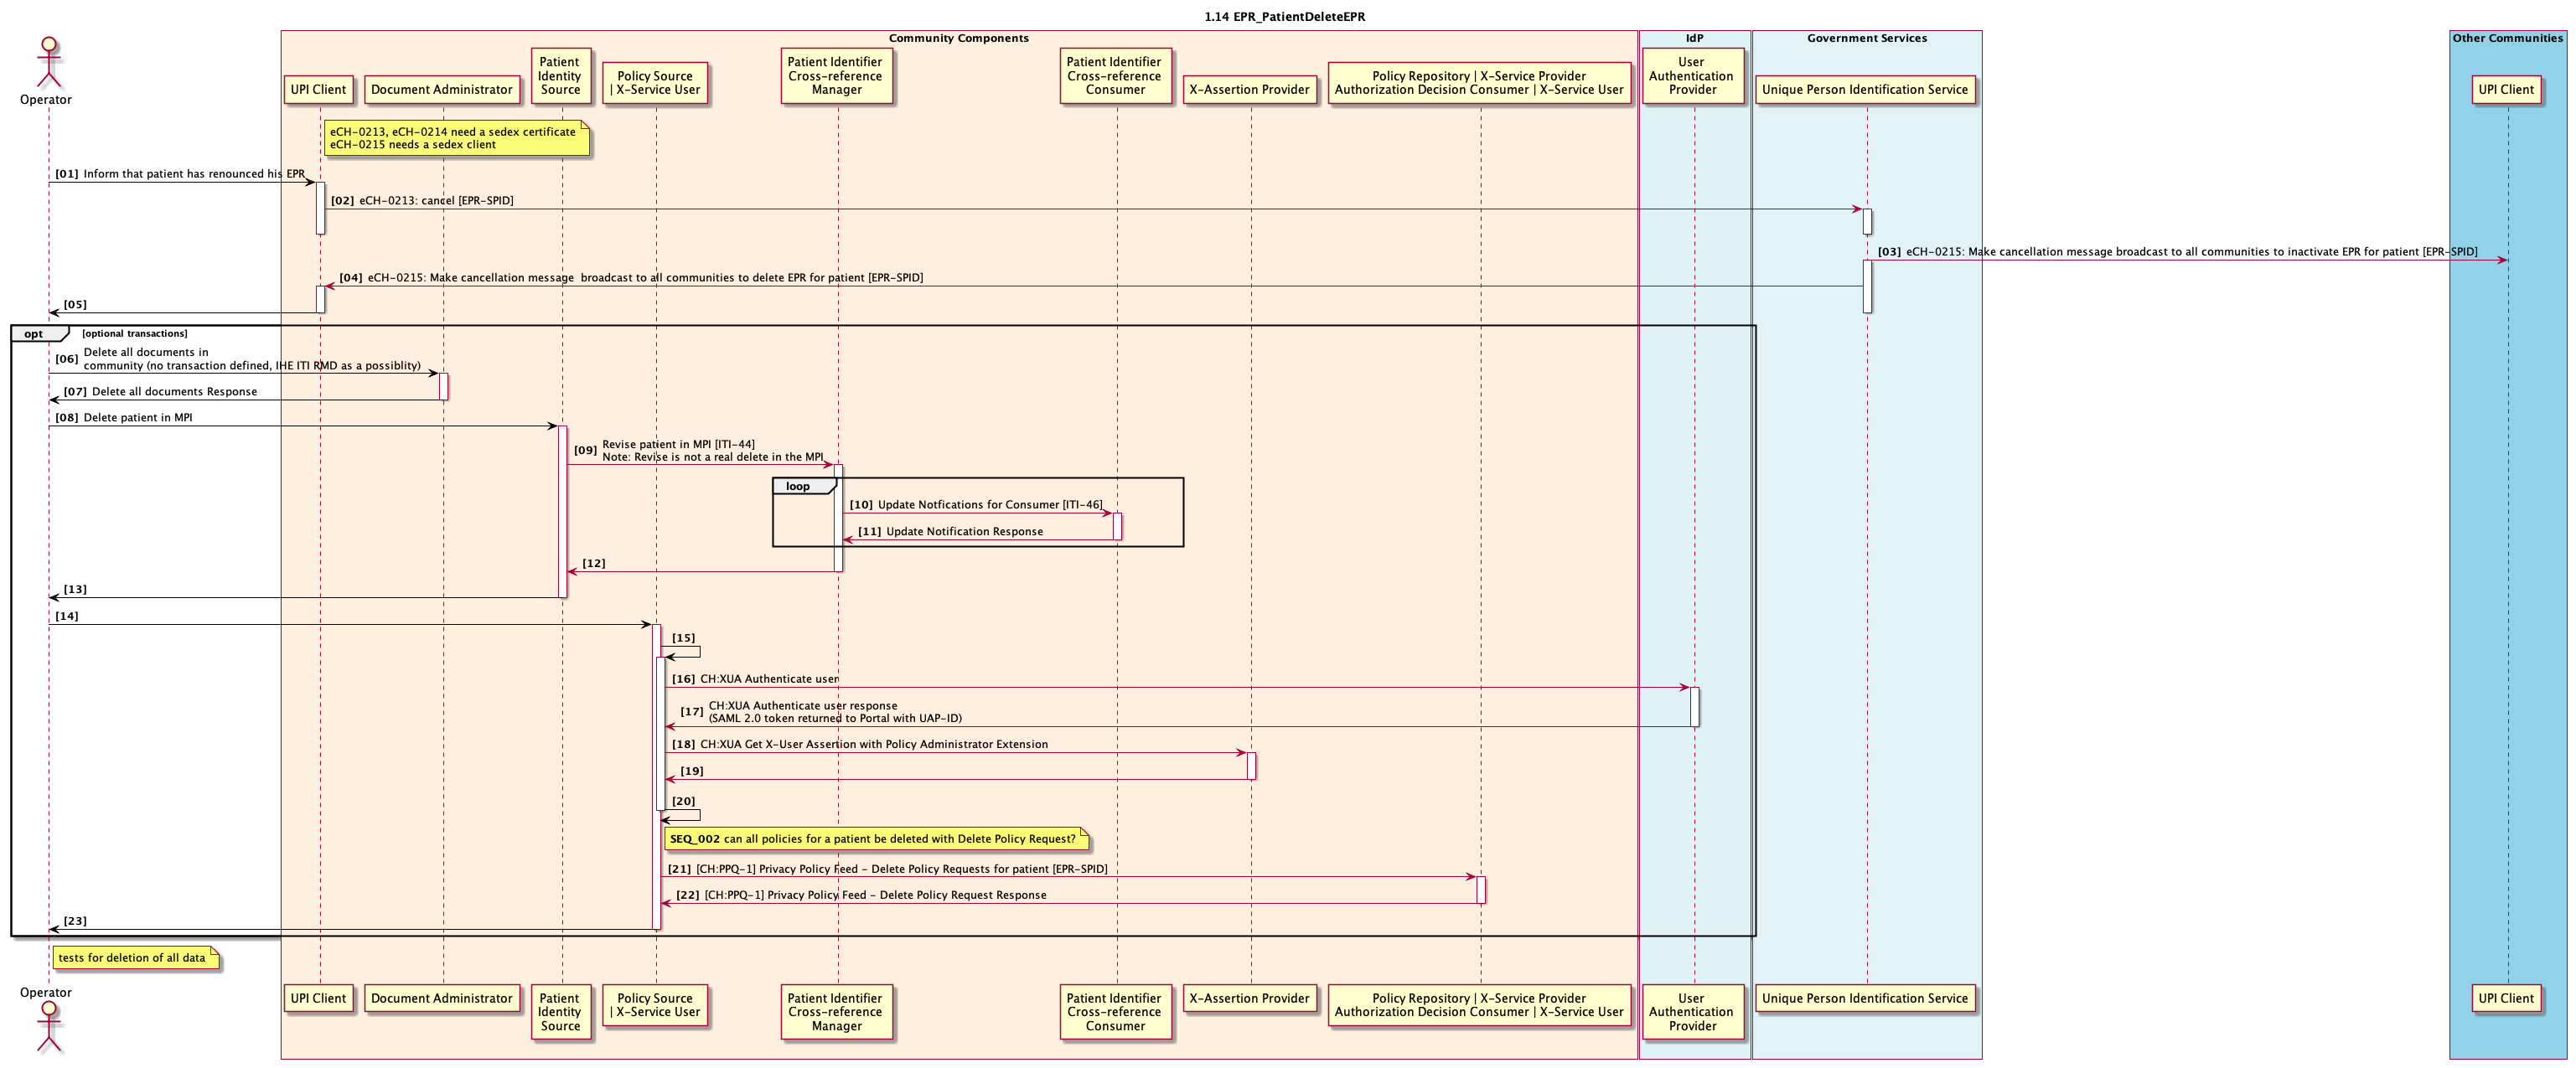 1.14 EPR_PatientDeleteEPR
Community Components
IdP
Government Services
Other Communities
Operator
UPI Client
Document Administrator
Patient
Identity
Source
Policy Source
| X-Service User
Patient Identifier
Cross-reference
Manager
Patient Identifier
Cross-reference
Consumer
X-Assertion Provider
Policy Repository | X-Service Provider
Authorization Decision Consumer | X-Service User
User
Authentication
Provider
Unique Person Identification Service
UPI Client
eCH-0213, eCH-0214 need a sedex certificate
eCH-0215 needs a sedex client
[01] Inform that patient has renounced his EPR
[02] eCH-0213: cancel [EPR-SPID]
[03] eCH-0215: Make cancellation message broadcast to all communities to inactivate EPR for patient [EPR-SPID]
[04] eCH-0215: Make cancellation message  broadcast to all communities to delete EPR for patient [EPR-SPID]
[05]
opt [optional transactions]
[06] Delete all documents in
community (no transaction defined, IHE ITI RMD as a possiblity)
[07] Delete all documents Response
[08] Delete patient in MPI
[09] Revise patient in MPI [ITI-44]
Note: Revise is not a real delete in the MPI
loop
[10] Update Notfications for Consumer [ITI-46]
[11] Update Notification Response
[12]
[13]
[14]
[15]
[16] CH:XUA Authenticate user
[17] CH:XUA Authenticate user response
(SAML 2.0 token returned to Portal with UAP-ID)
[18] CH:XUA Get X-User Assertion with Policy Administrator Extension
[19]
[20]
SEQ_002 can all policies for a patient be deleted with Delete Policy Request?
[21] [CH:PPQ-1] Privacy Policy Feed - Delete Policy Requests for patient [EPR-SPID]
[22] [CH:PPQ-1] Privacy Policy Feed - Delete Policy Request Response
[23]
tests for deletion of all data
Operator
UPI Client
Document Administrator
Patient
Identity
Source
Policy Source
| X-Service User
Patient Identifier
Cross-reference
Manager
Patient Identifier
Cross-reference
Consumer
X-Assertion Provider
Policy Repository | X-Service Provider
Authorization Decision Consumer | X-Service User
User
Authentication
Provider
Unique Person Identification Service
UPI Client